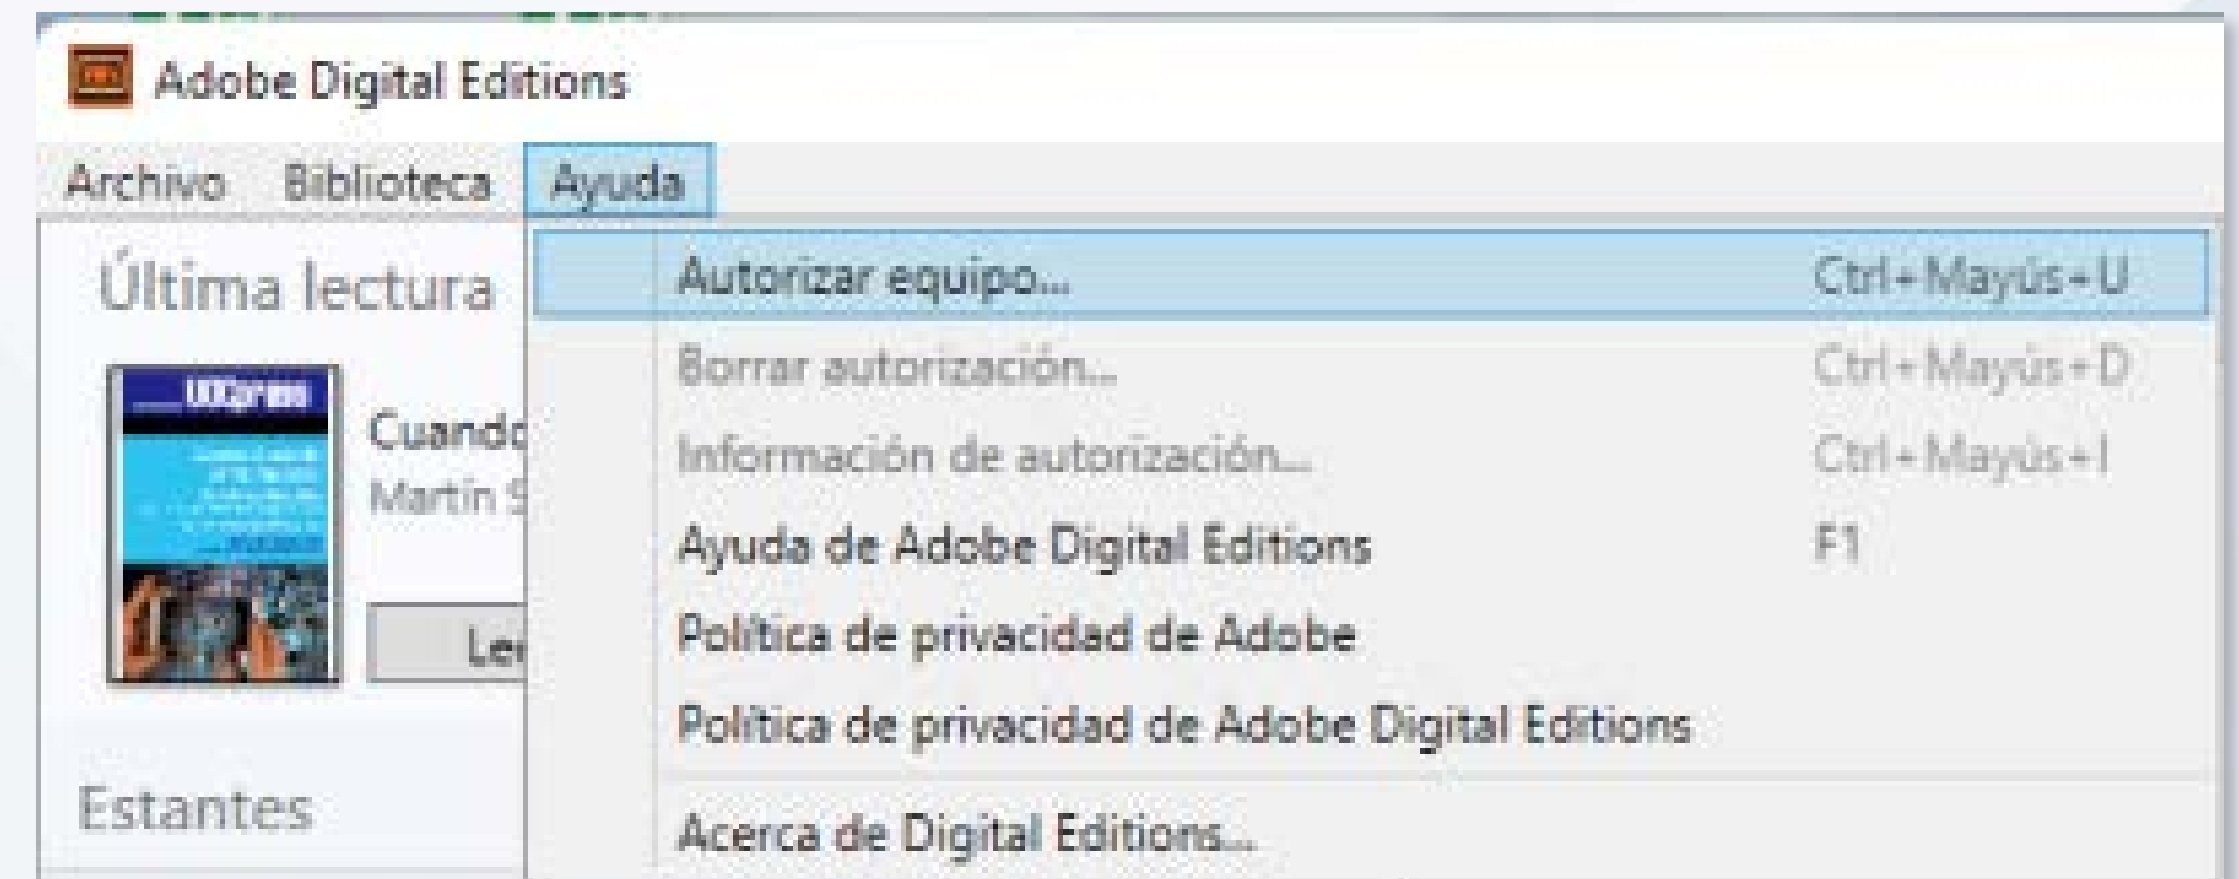 Adobe Digital Editions
Archivo Biblioteca Ayuda
Última lectura
Autorizar equipo... Ctrl+Mayús+U
Borrar autorización... Ctrl+Mayús+D
Información de autorización... Ctrl+Mayús+I
Cuando
Martín S
Ayuda de Adobe Digital Editions F1
Política de privacidad de Adobe
Política de privacidad de Adobe Digital Editions
Estantes
Acerca de Digital Editions...